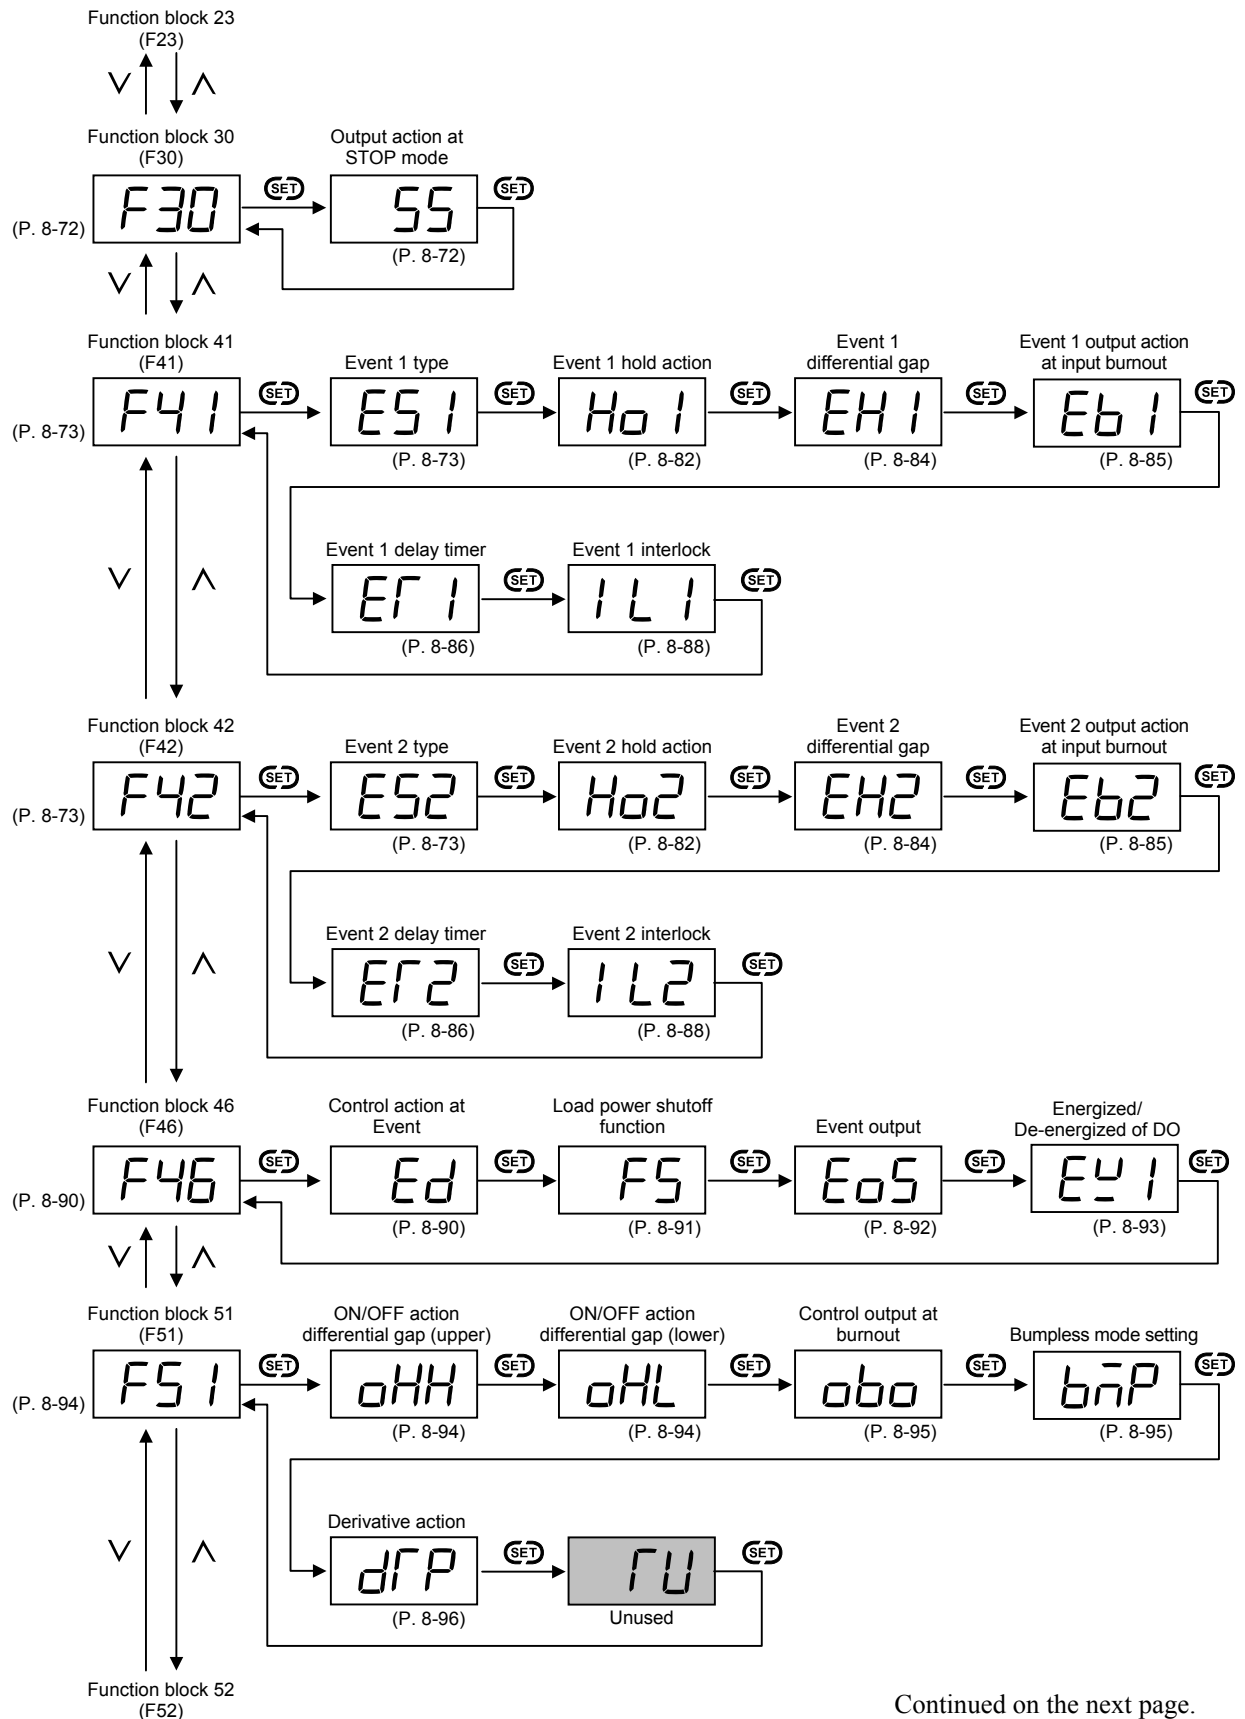 Function block 23
(F23)
∨ ∧
Function block 30
(F30)
Output action at
STOP mode
F30
SET
SS
SET
(P. 8-72)
(P. 8-72)
∨ ∧
Function block 41
(F41)
Event 1 type
Event 1 hold action
Event 1
differential gap
Event 1 output action
at input burnout
F41
SET
ES1
SET
Ho1
SET
EH1
SET
Eb1
SET
(P. 8-73)
(P. 8-73)
(P. 8-82)
(P. 8-84)
(P. 8-85)
Event 1 delay timer
Event 1 interlock
∨ ∧
ET1
SET
IL1
SET
(P. 8-86)
(P. 8-88)
Function block 42
(F42)
Event 2 type
Event 2 hold action
Event 2
differential gap
Event 2 output action
at input burnout
F42
SET
ES2
SET
Ho2
SET
EH2
SET
Eb2
SET
(P. 8-73)
(P. 8-73)
(P. 8-82)
(P. 8-84)
(P. 8-85)
Event 2 delay timer
Event 2 interlock
∨ ∧
ET2
SET
IL2
SET
(P. 8-86)
(P. 8-88)
Function block 46
(F46)
Control action at
Event
Load power shutoff
function
Event output
Energized/
De-energized of DO
F46
SET
Ed
SET
FS
SET
EoS
SET
Ey1
SET
(P. 8-90)
(P. 8-90)
(P. 8-91)
(P. 8-92)
(P. 8-93)
∨ ∧
Function block 51
(F51)
ON/OFF action
differential gap (upper)
ON/OFF action
differential gap (lower)
Control output at
burnout
Bumpless mode setting
F51
SET
oHH
SET
oHL
SET
obo
SET
bmP
SET
(P. 8-94)
(P. 8-94)
(P. 8-94)
(P. 8-95)
(P. 8-95)
Derivative action
∨ ∧
dTP
SET
TU
SET
(P. 8-96)
Unused
Function block 52
(F52)
Continued on the next page.